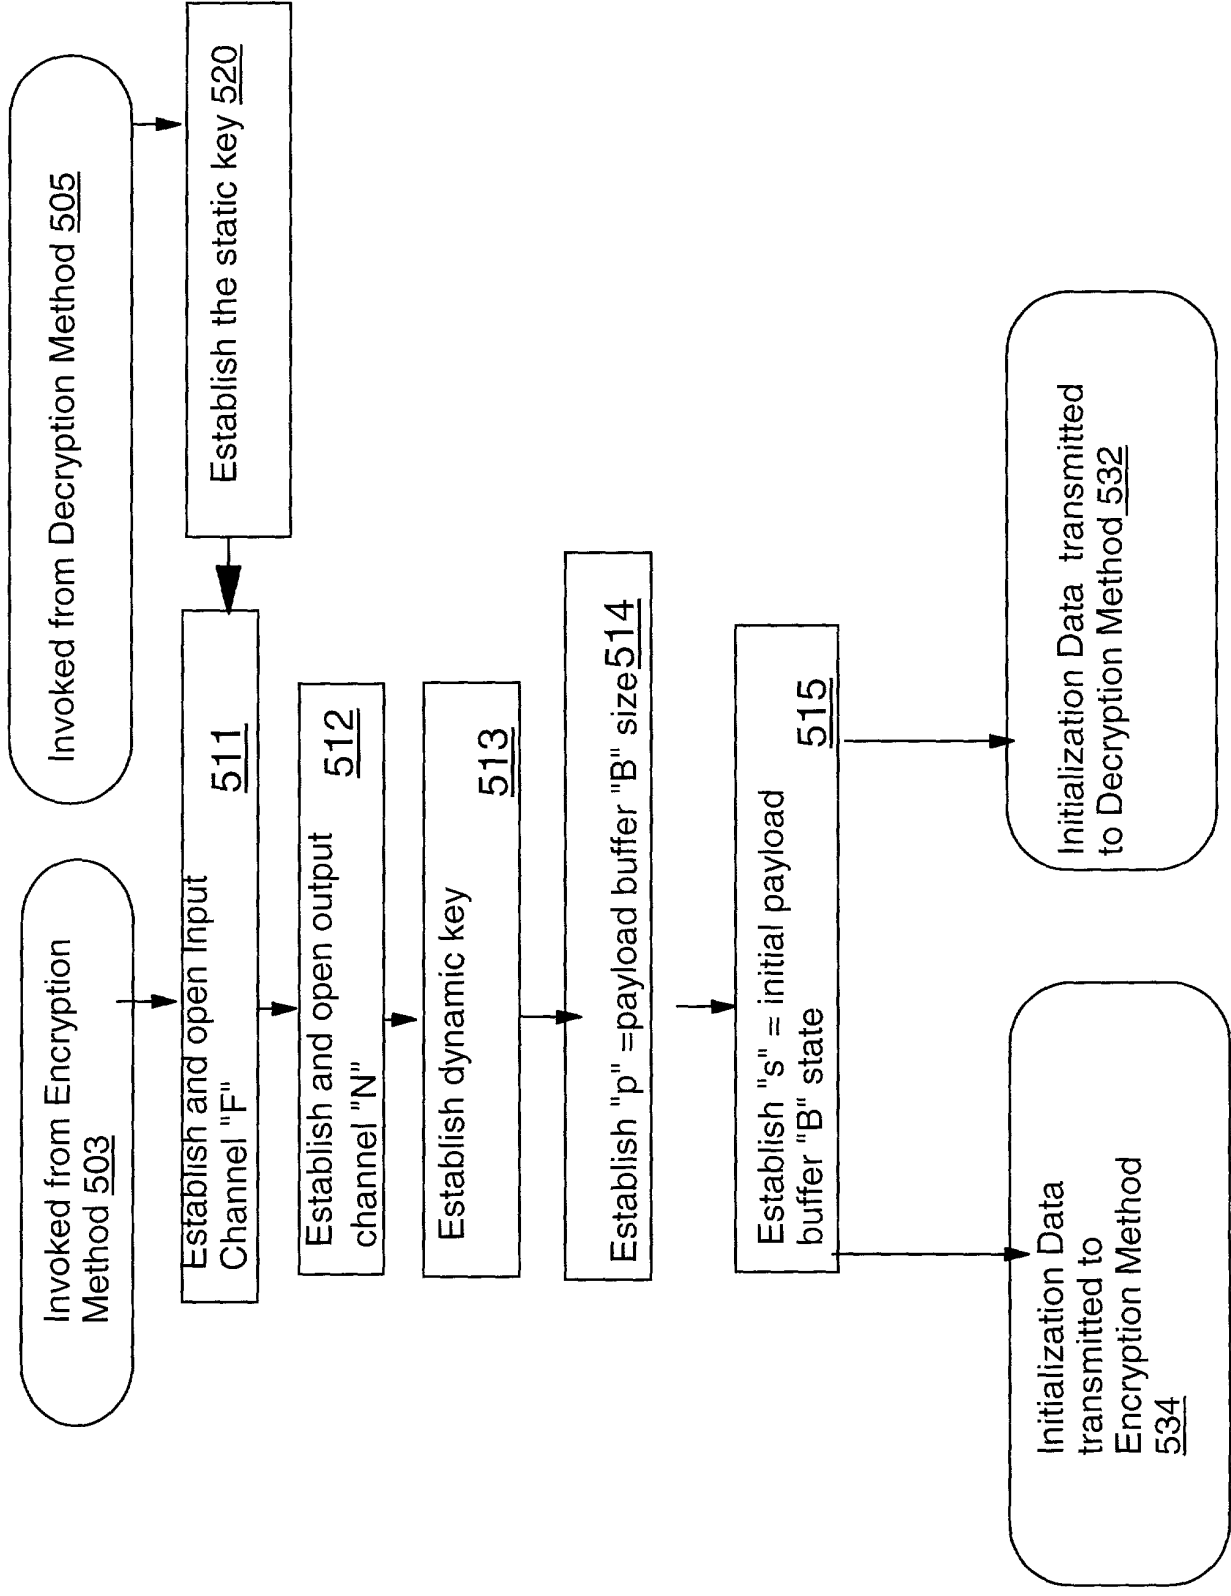 Invoked from Encryption
Method 503
Invoked from Decryption Method 505
Establish the static key 520
Establish and open Input
Channel "F"
511
Establish and open output
channel "N"
512
Establish dynamic key
513
Establish "p" =payload buffer "B" size 514
Establish "s" = initial payload
buffer "B" state
515
Initialization Data
transmitted to
Encryption Method
534
Initialization Data transmitted
to Decryption Method 532